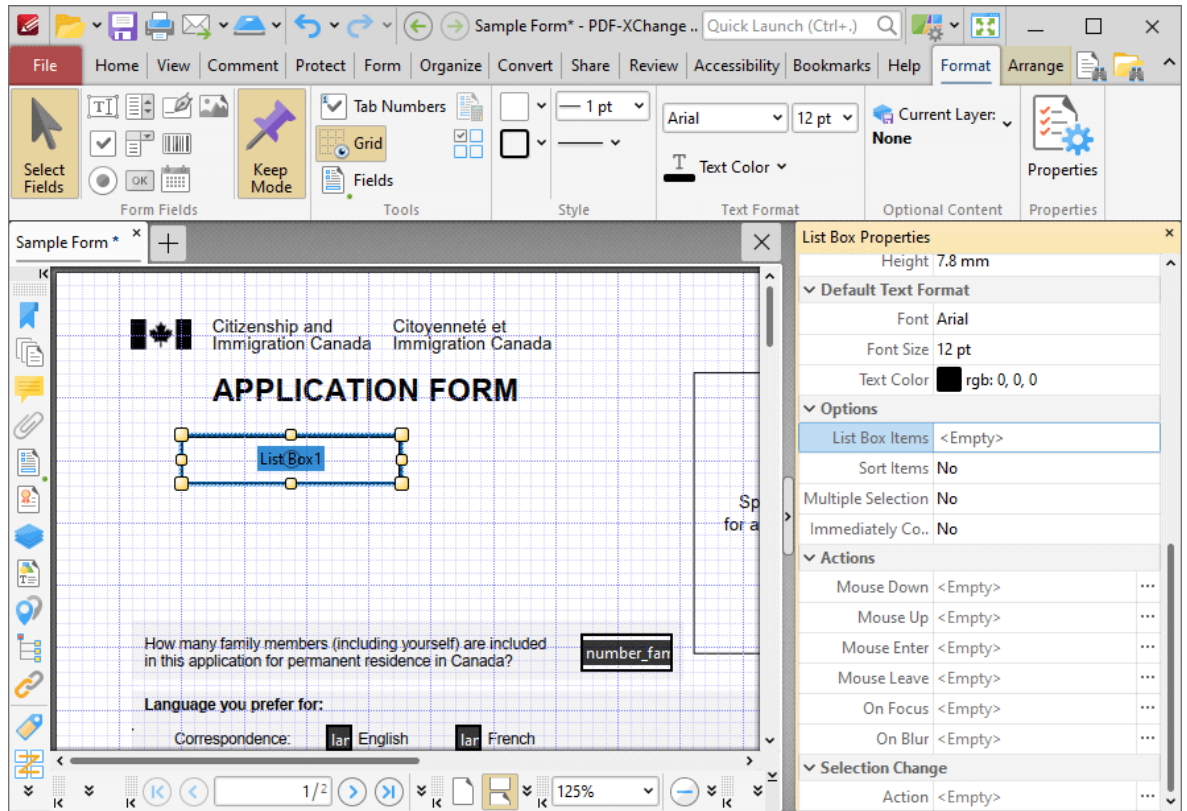 Sample Form* - PDF-XChange ..
Quick Launch (Ctrl+.)
File Home View Comment Protect Form Organize Convert Share Review Accessibility Bookmarks Help Format Arrange
Select Fields
OK
Keep Mode
Form Fields
Tab Numbers
Grid
Fields
Tools
1 pt
Style
Arial
12 pt
Text Color
Text Format
Current Layer:
None
Optional Content
Properties
Properties
Sample Form *
Citizenship and
Immigration Canada
Citoyenneté et
Immigration Canada
APPLICATION FORM
List Box1
Sp
for a
How many family members (including yourself) are included
in this application for permanent residence in Canada?
number_fan
Language you prefer for:
Correspondence: lar English lar French
1/2
125%
List Box Properties
Height 7.8 mm
Default Text Format
Font Arial
Font Size 12 pt
Text Color rgb: 0, 0, 0
Options
List Box Items <Empty>
Sort Items No
Multiple Selection No
Immediately Co.. No
Actions
Mouse Down <Empty> ...
Mouse Up <Empty> ...
Mouse Enter <Empty> ...
Mouse Leave <Empty> ...
On Focus <Empty> ...
On Blur <Empty> ...
Selection Change
Action <Empty> ...